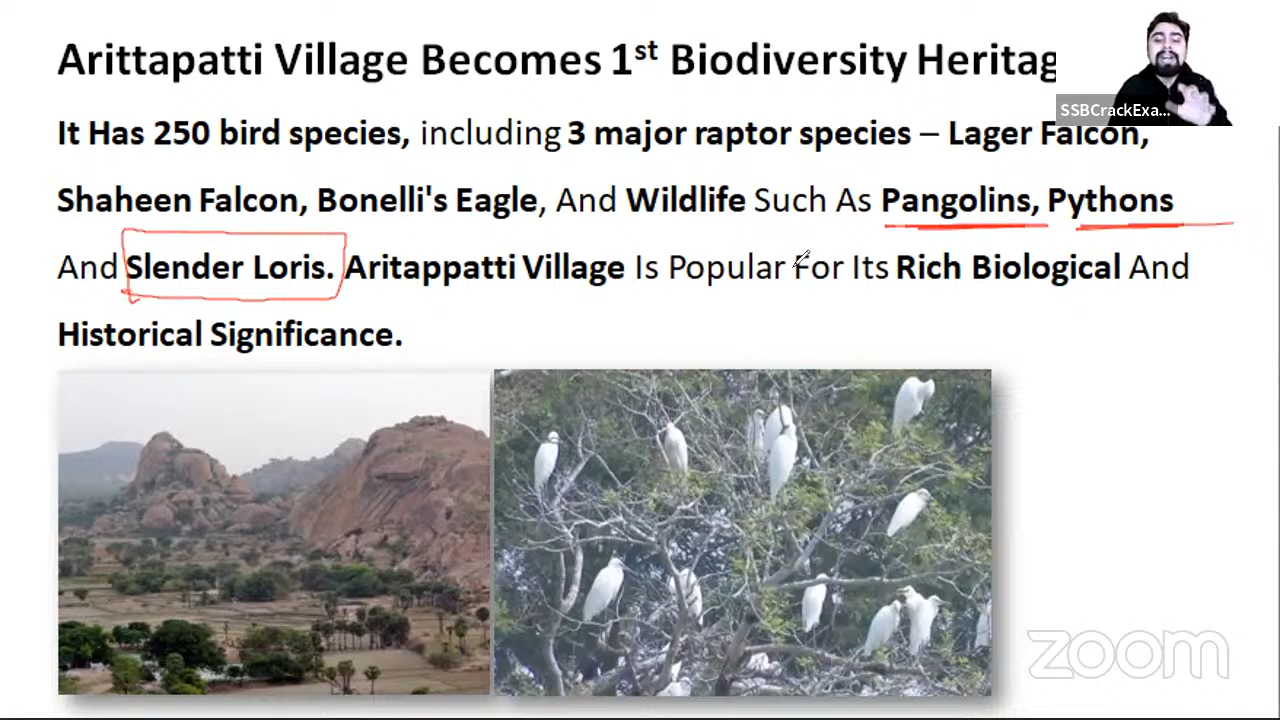 Arittapatti Village Becomes 1st Biodiversity Heritag
SSBCrackExa...
It Has 250 bird species, including 3 major raptor species – Lager Falcon,
Shaheen Falcon, Bonelli's Eagle, And Wildlife Such As Pangolins, Pythons
And Slender Loris. Aritappatti Village Is Popular For Its Rich Biological And
Historical Significance.
zoom